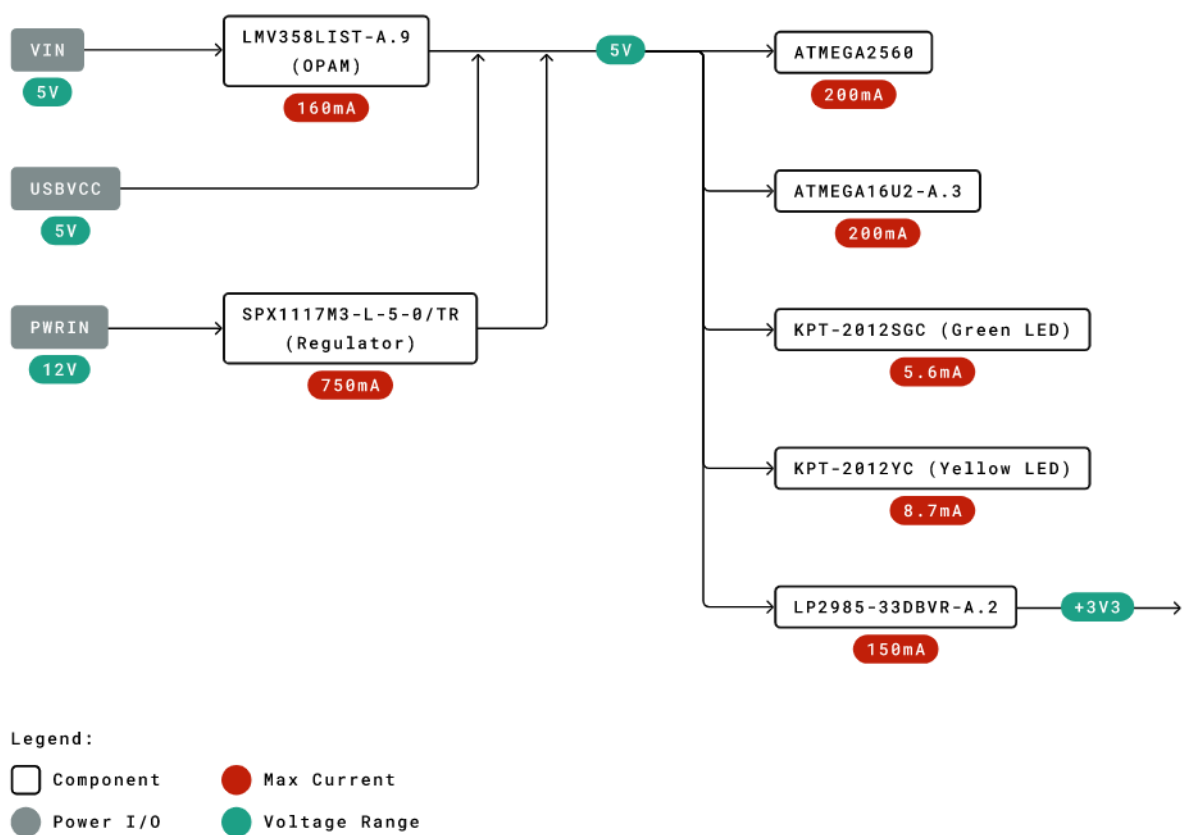 VIN
5V
LMV358LIST-A.9
(OPAM)
160mA
5V
ATMEGA2560
200mA
USBVCC
5V
ATMEGA16U2-A.3
200mA
PWRIN
12V
SPX1117M3-L-5-0/TR
(Regulator)
750mA
KPT-2012SGC (Green LED)
5.6mA
KPT-2012YC (Yellow LED)
8.7mA
LP2985-33DBVR-A.2
150mA
+3V3
Legend:
Component
Max Current
Power I/O
Voltage Range